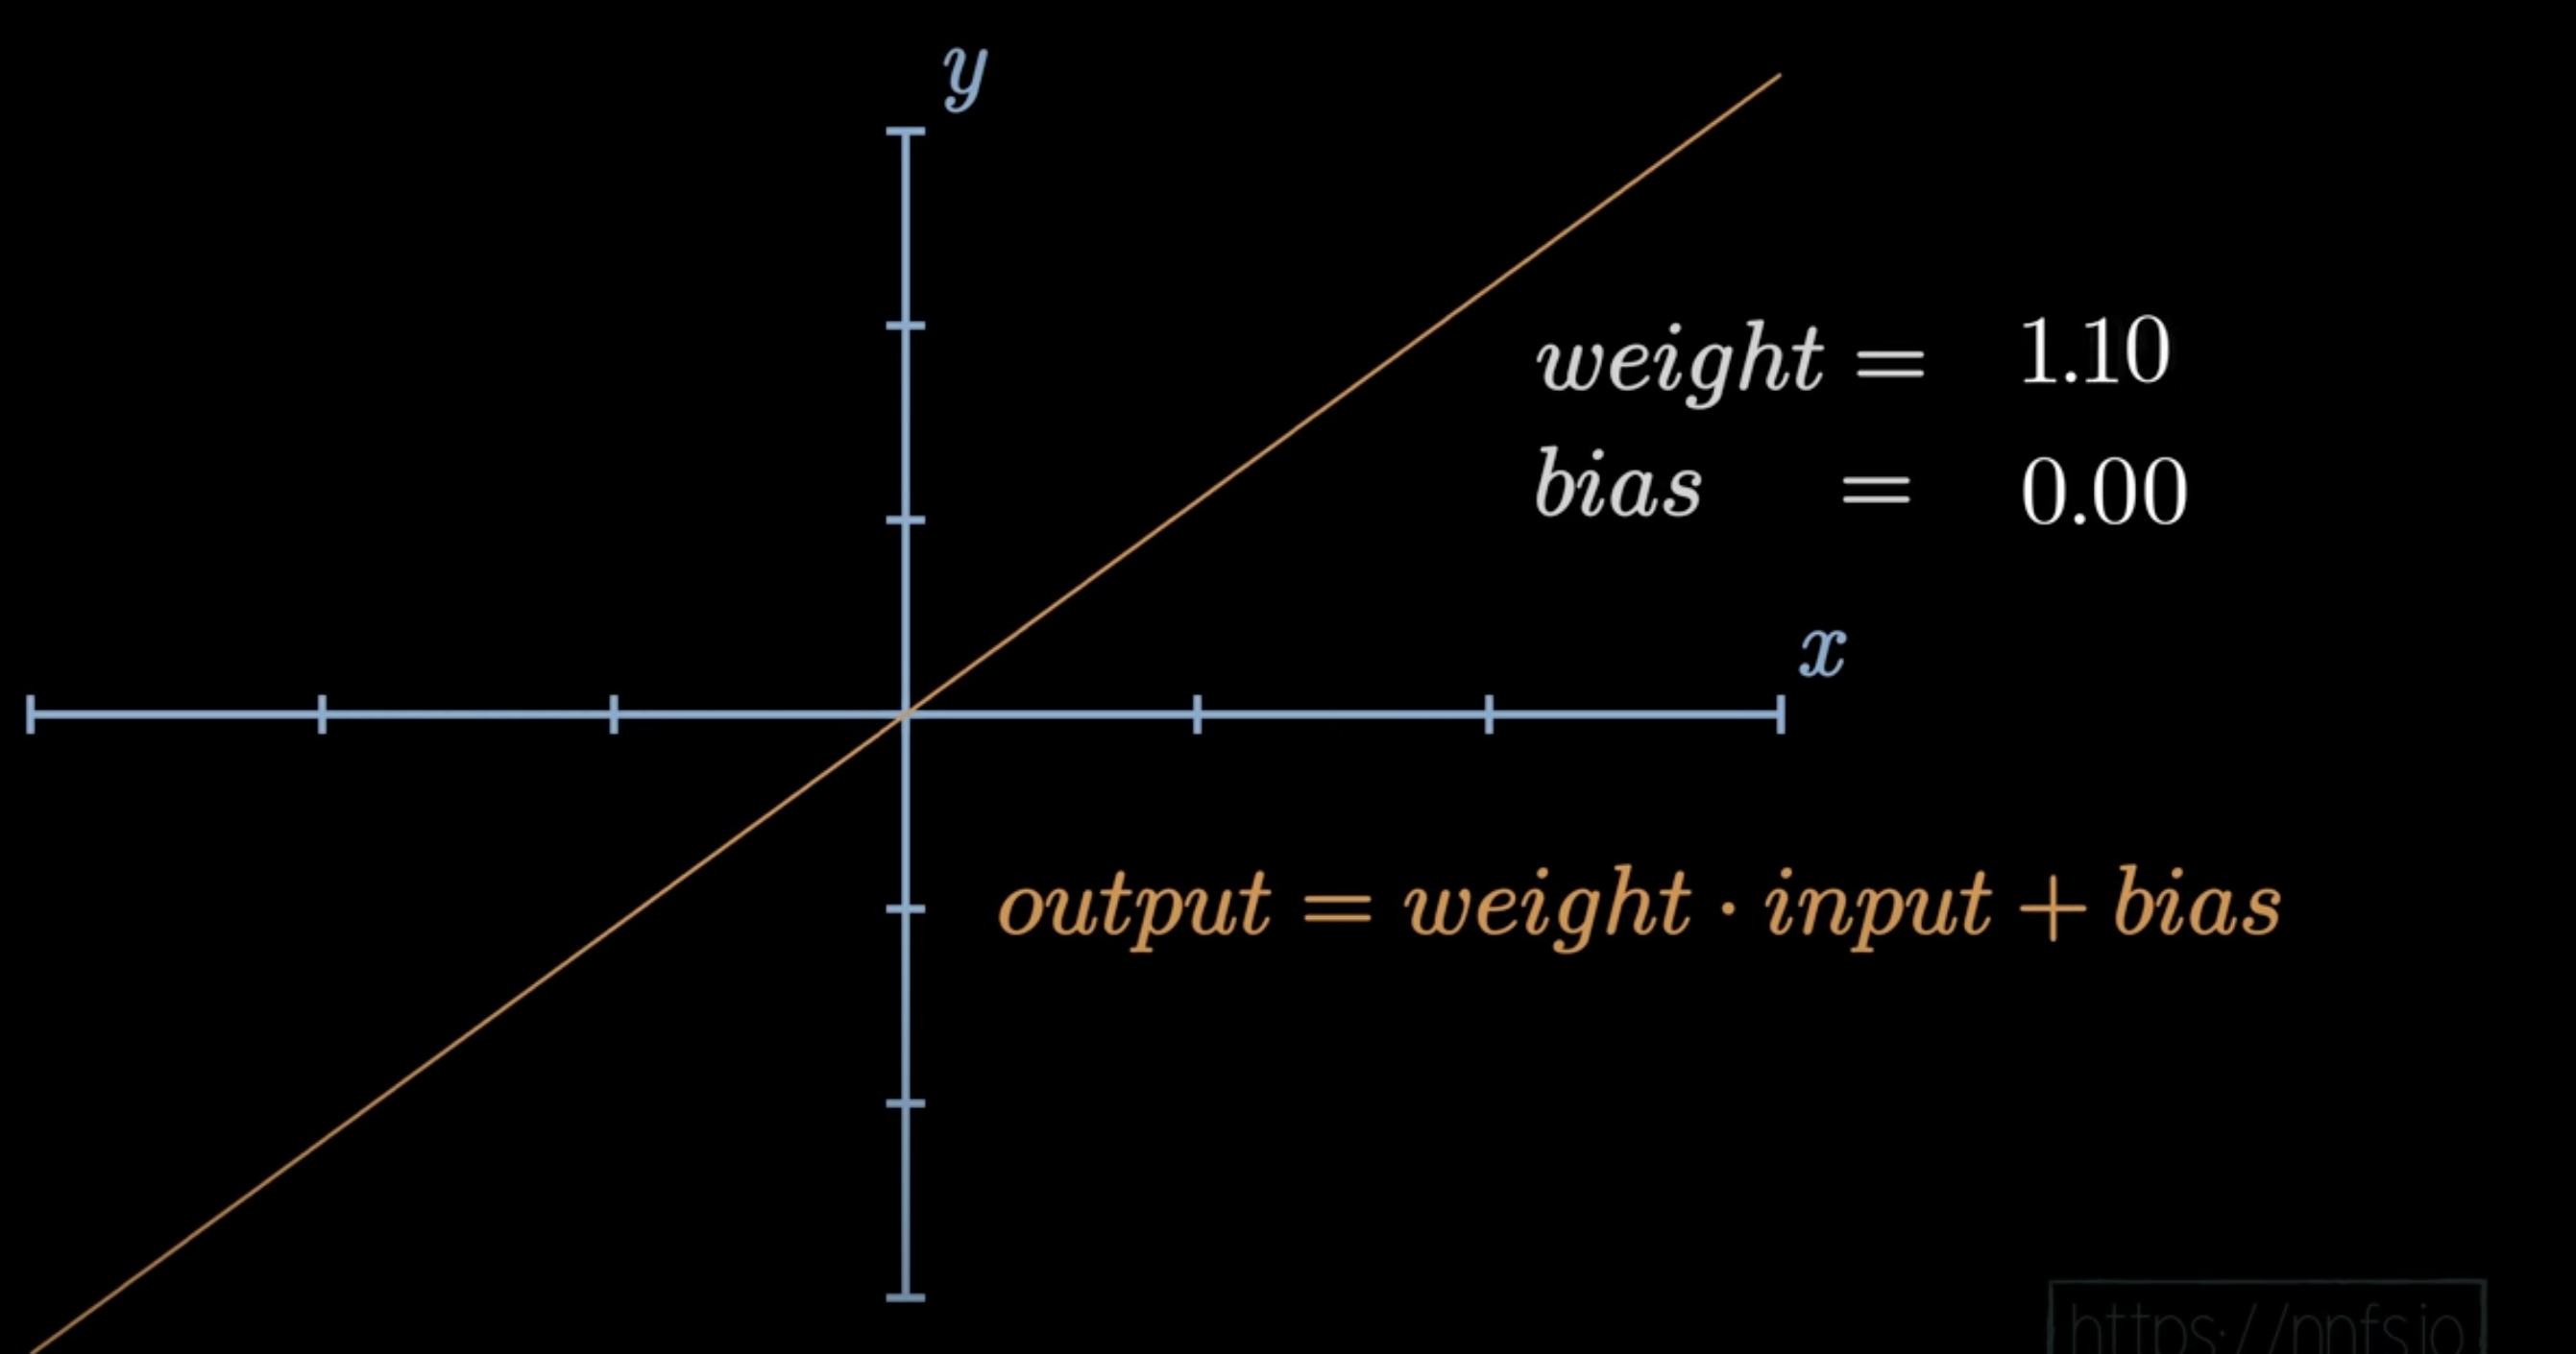 y
weight = 1.10
bias = 0.00
x
output = weight · input + bias
https://nnfs.io